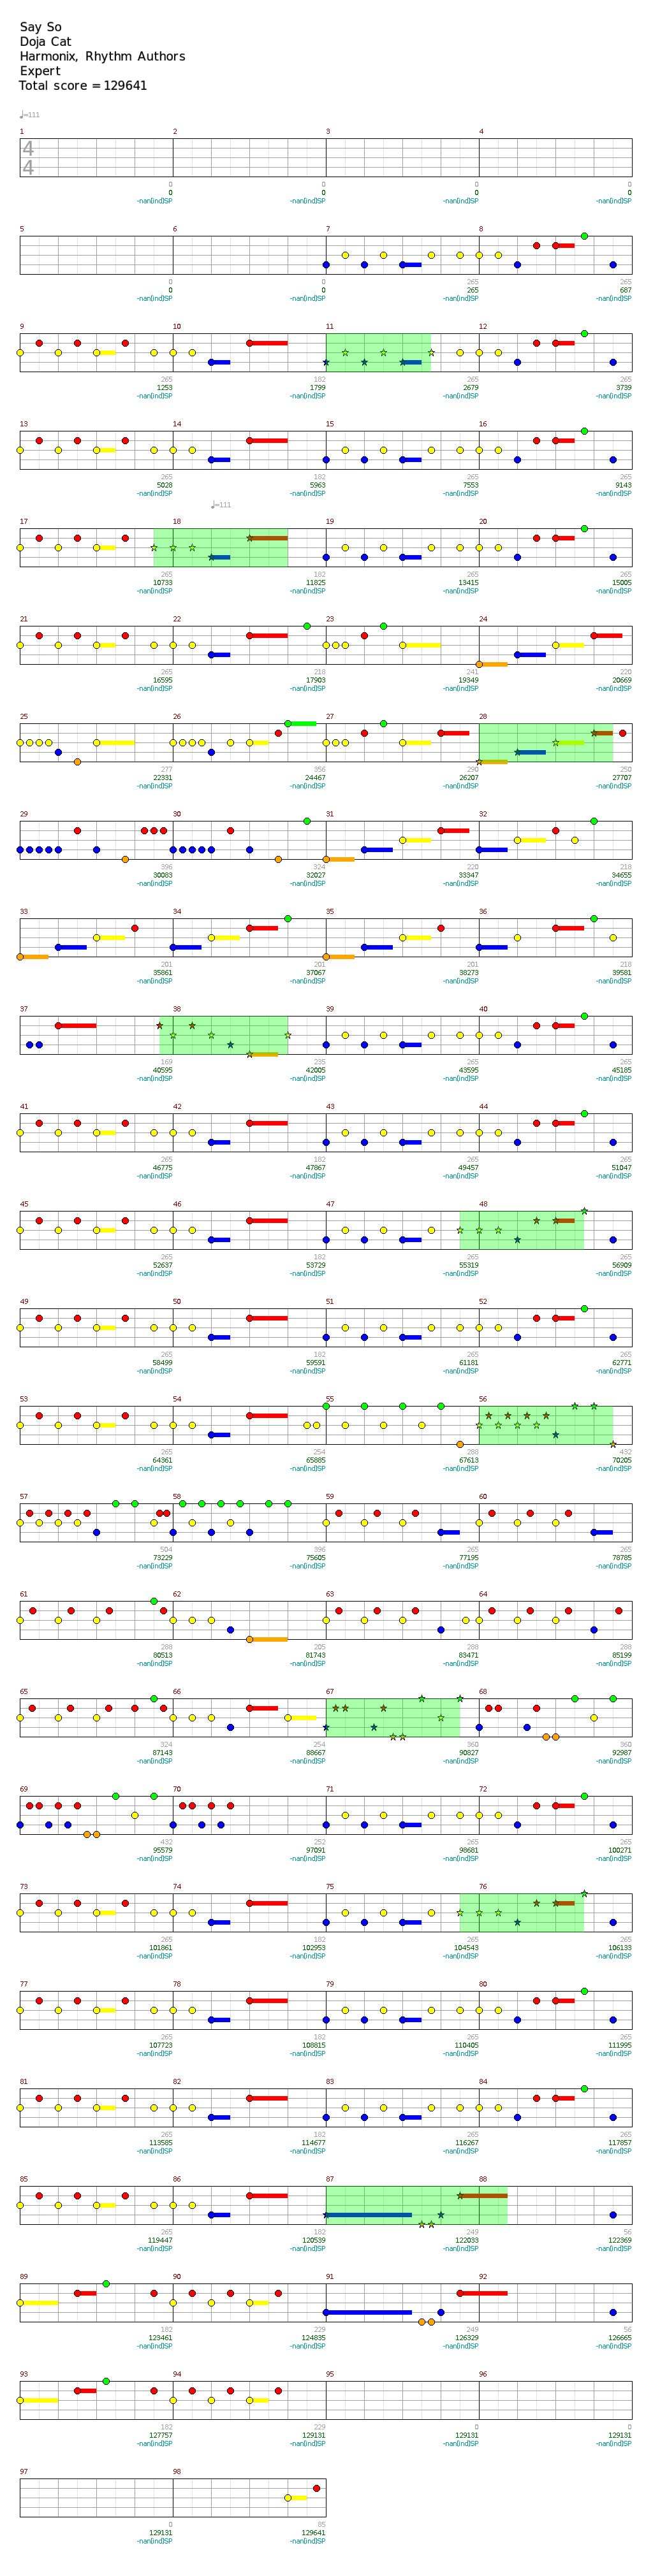 Say So
Doja Cat
Harmonix, Rhythm Authors
Expert
Total score = 129641
♩=111
1 2 3 4
4
4
0 0 0 0
0 0 0 0
-nan(ind)SP -nan(ind)SP -nan(ind)SP -nan(ind)SP
5 6 7 8
0 0 265 265
0 0 265 687
-nan(ind)SP -nan(ind)SP -nan(ind)SP -nan(ind)SP
9 10 11 12
265 182 265 265
1253 1799 2679 3739
-nan(ind)SP -nan(ind)SP -nan(ind)SP -nan(ind)SP
13 14 15 16
265 182 265 265
5028 5963 7553 9143
-nan(ind)SP -nan(ind)SP -nan(ind)SP -nan(ind)SP
♩=111
17 18 19 20
265 182 265 265
10733 11825 13415 15005
-nan(ind)SP -nan(ind)SP -nan(ind)SP -nan(ind)SP
21 22 23 24
265 218 241 220
16595 17903 19349 20669
-nan(ind)SP -nan(ind)SP -nan(ind)SP -nan(ind)SP
25 26 27 28
277 356 290 250
22331 24467 26207 27707
-nan(ind)SP -nan(ind)SP -nan(ind)SP -nan(ind)SP
29 30 31 32
396 324 220 218
30083 32027 33347 34655
-nan(ind)SP -nan(ind)SP -nan(ind)SP -nan(ind)SP
33 34 35 36
201 201 201 218
35861 37067 38273 39581
-nan(ind)SP -nan(ind)SP -nan(ind)SP -nan(ind)SP
37 38 39 40
169 235 265 265
40595 42005 43595 45185
-nan(ind)SP -nan(ind)SP -nan(ind)SP -nan(ind)SP
41 42 43 44
265 182 265 265
46775 47867 49457 51047
-nan(ind)SP -nan(ind)SP -nan(ind)SP -nan(ind)SP
45 46 47 48
265 182 265 265
52637 53729 55319 56909
-nan(ind)SP -nan(ind)SP -nan(ind)SP -nan(ind)SP
49 50 51 52
265 182 265 265
58499 59591 61181 62771
-nan(ind)SP -nan(ind)SP -nan(ind)SP -nan(ind)SP
53 54 55 56
265 254 288 432
64361 65885 67613 70205
-nan(ind)SP -nan(ind)SP -nan(ind)SP -nan(ind)SP
57 58 59 60
504 396 265 265
73229 75605 77195 78785
-nan(ind)SP -nan(ind)SP -nan(ind)SP -nan(ind)SP
61 62 63 64
288 205 288 288
80513 81743 83471 85199
-nan(ind)SP -nan(ind)SP -nan(ind)SP -nan(ind)SP
65 66 67 68
324 254 360 360
87143 88667 90827 92987
-nan(ind)SP -nan(ind)SP -nan(ind)SP -nan(ind)SP
69 70 71 72
432 252 265 265
95579 97091 98681 100271
-nan(ind)SP -nan(ind)SP -nan(ind)SP -nan(ind)SP
73 74 75 76
265 182 265 265
101861 102953 104543 106133
-nan(ind)SP -nan(ind)SP -nan(ind)SP -nan(ind)SP
77 78 79 80
265 182 265 265
107723 108815 110405 111995
-nan(ind)SP -nan(ind)SP -nan(ind)SP -nan(ind)SP
81 82 83 84
265 182 265 265
113585 114677 116267 117857
-nan(ind)SP -nan(ind)SP -nan(ind)SP -nan(ind)SP
85 86 87 88
265 182 249 56
119447 120539 122033 122369
-nan(ind)SP -nan(ind)SP -nan(ind)SP -nan(ind)SP
89 90 91 92
182 229 249 56
123461 124835 126329 126665
-nan(ind)SP -nan(ind)SP -nan(ind)SP -nan(ind)SP
93 94 95 96
182 229 0 0
127757 129131 129131 129131
-nan(ind)SP -nan(ind)SP -nan(ind)SP -nan(ind)SP
97 98
0 85
129131 129641
-nan(ind)SP -nan(ind)SP